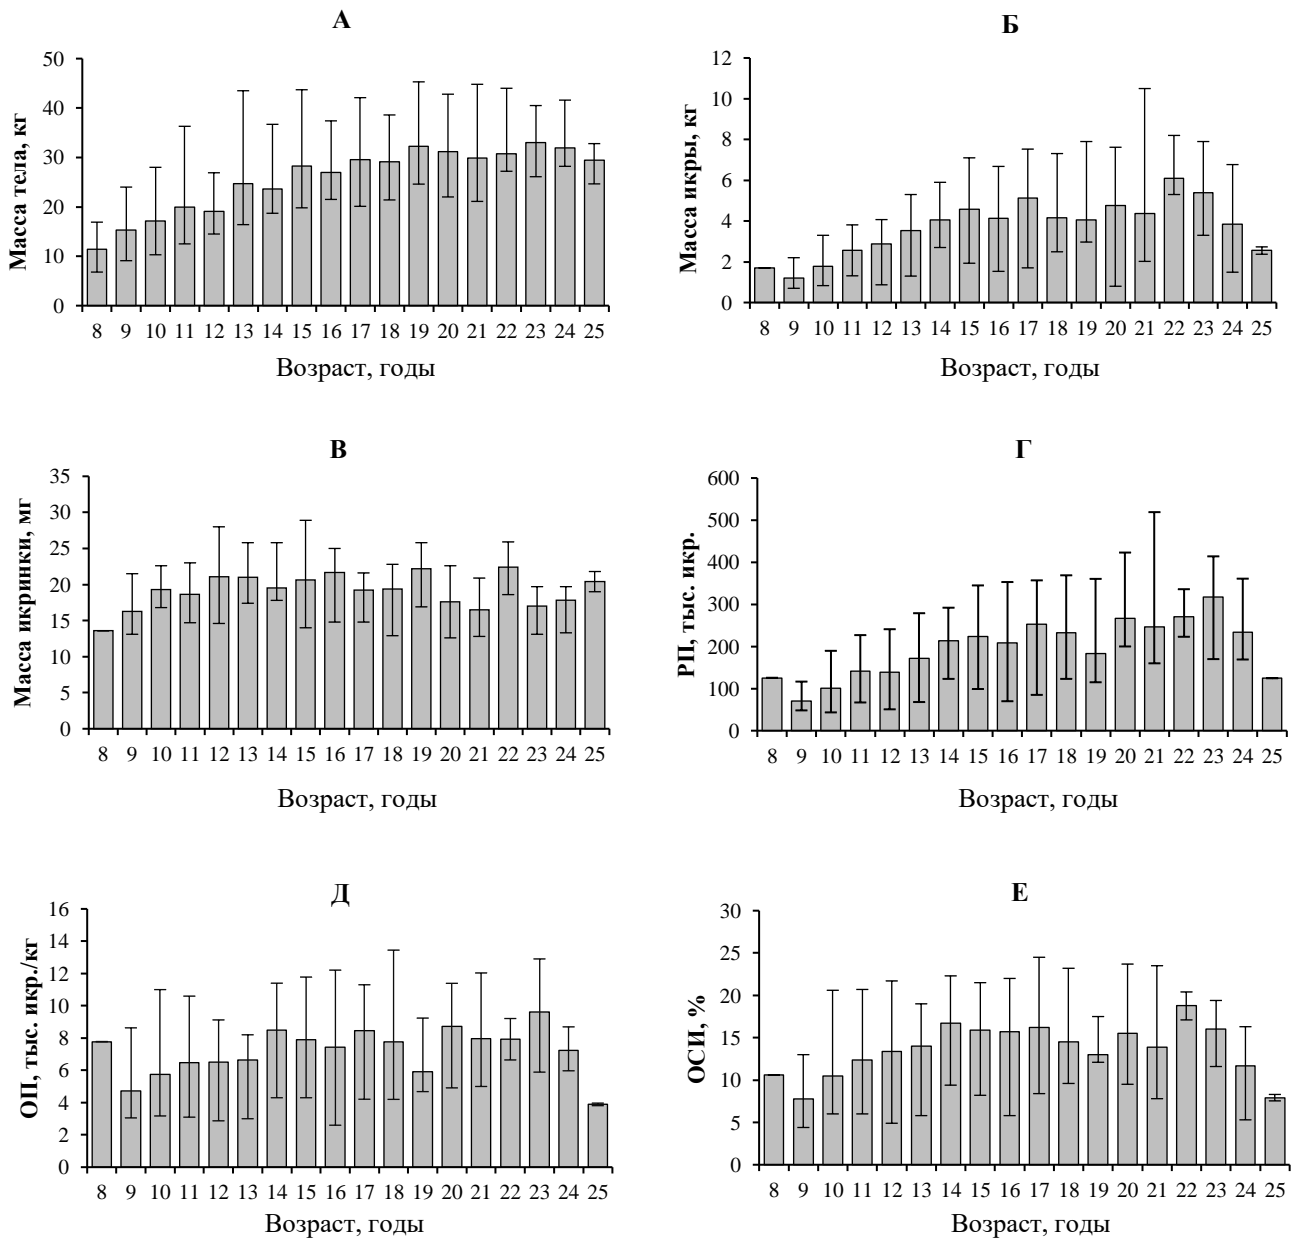 А
Масса тела, кг
50
40
30
20
10
0
8 9 10 11 12 13 14 15 16 17 18 19 20 21 22 23 24 25
Возраст, годы
Б
Масса икры, кг
12
10
8
6
4
2
0
8 9 10 11 12 13 14 15 16 17 18 19 20 21 22 23 24 25
Возраст, годы
В
Масса икринки, мг
35
30
25
20
15
10
5
0
8 9 10 11 12 13 14 15 16 17 18 19 20 21 22 23 24 25
Возраст, годы
Г
РП, тыс. икр.
600
500
400
300
200
100
0
8 9 10 11 12 13 14 15 16 17 18 19 20 21 22 23 24 25
Возраст, годы
Д
ОП, тыс. икр./кг
16
14
12
10
8
6
4
2
0
8 9 10 11 12 13 14 15 16 17 18 19 20 21 22 23 24 25
Возраст, годы
Е
ОСИ, %
30
25
20
15
10
5
0
8 9 10 11 12 13 14 15 16 17 18 19 20 21 22 23 24 25
Возраст, годы